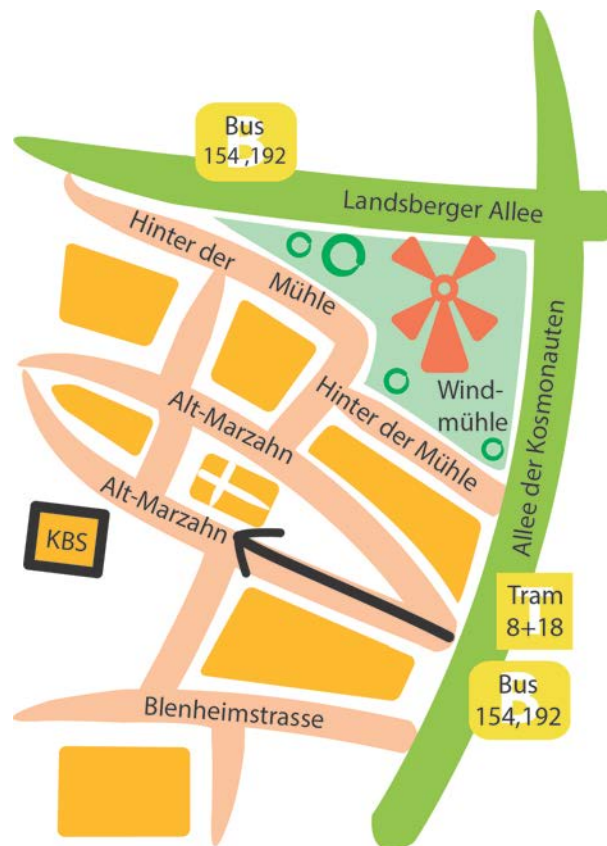 B
Bus
154 ,192
Landsberger Allee
Hinter der
Mühle
Wind-
mühle
Hinter der Mühle
Allee der Kosmonauten
Alt-Marzahn
Alt-Marzahn
KBS
T
Tram
8+18
B
Bus
154,192
Blenheimstrasse